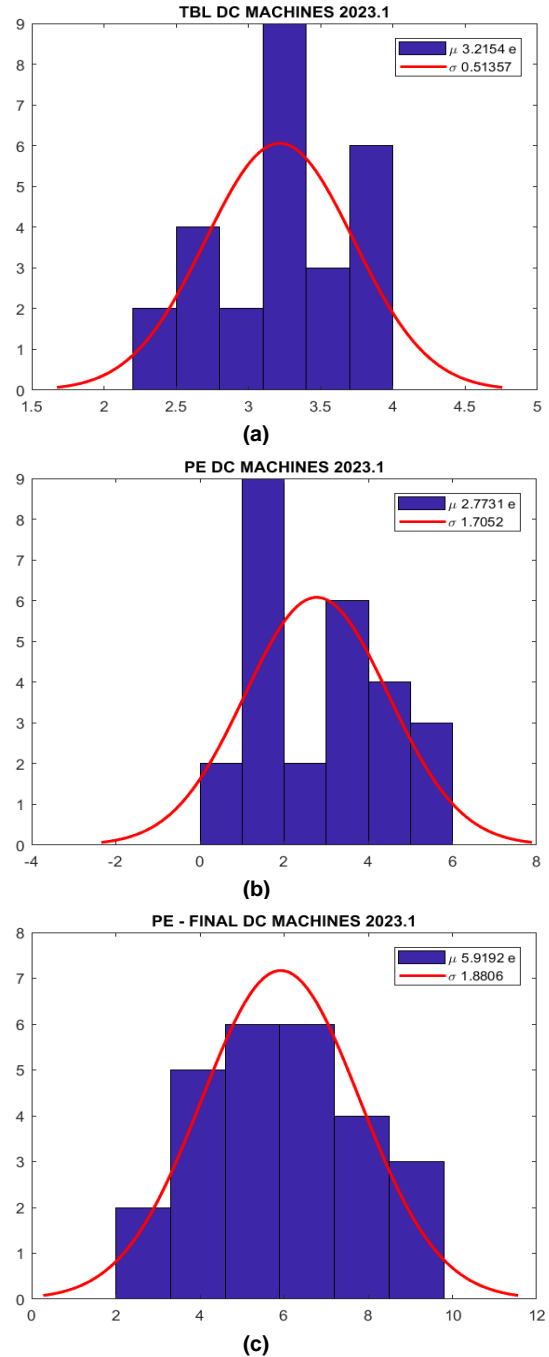 TBL DC MACHINES 2023.1
9
8
7
6
5
4
3
2
1
0
μ 3.2154 e
σ 0.51357
1.5 2 2.5 3 3.5 4 4.5 5
(a)
PE DC MACHINES 2023.1
9
8
7
6
5
4
3
2
1
0
μ 2.7731 e
σ 1.7052
-4 -2 0 2 4 6 8
(b)
PE - FINAL DC MACHINES 2023.1
8
7
6
5
4
3
2
1
0
μ 5.9192 e
σ 1.8806
0 2 4 6 8 10 12
(c)